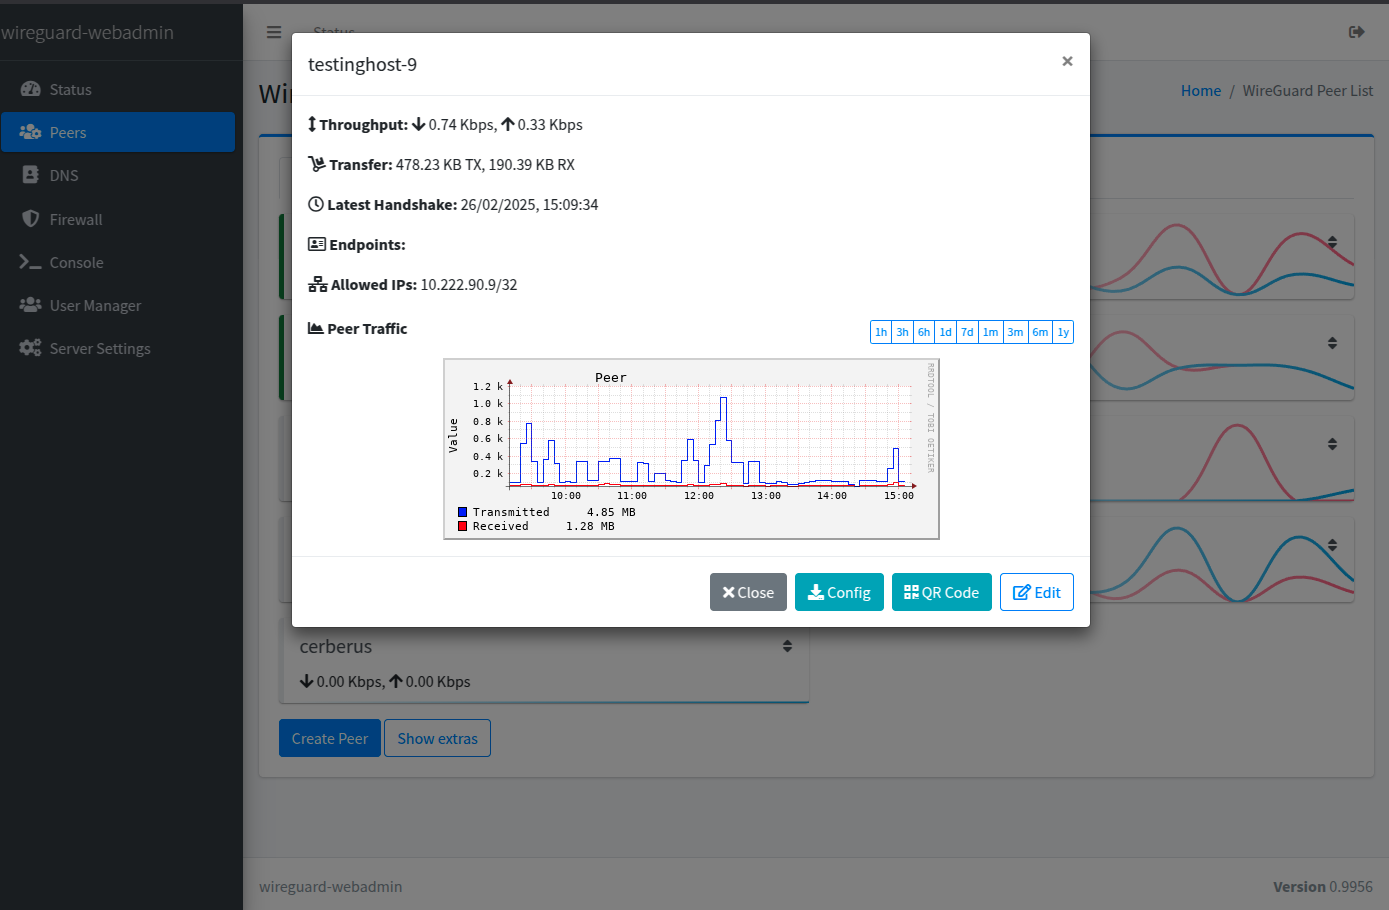 wireguard-webadmin
Status
Peers
DNS
Firewall
Console
User Manager
Server Settings
Status
Wi
Home / WireGuard Peer List
testinghost-9
×
Throughput: 0.74 Kbps, 0.33 Kbps
Transfer: 478.23 KB TX, 190.39 KB RX
Latest Handshake: 26/02/2025, 15:09:34
Endpoints:
Allowed IPs: 10.222.90.9/32
Peer Traffic
1h 3h 6h 1d 7d 1m 3m 6m 1y
Peer
RRDTOOL / TOBI OETIKER
Value
1.2 k
1.0 k
0.8 k
0.6 k
0.4 k
0.2 k
10:00 11:00 12:00 13:00 14:00 15:00
Transmitted 4.85 MB
Received 1.28 MB
Close Config QR Code Edit
cerberus
0.00 Kbps, 0.00 Kbps
Create Peer Show extras
wireguard-webadmin
Version 0.9956